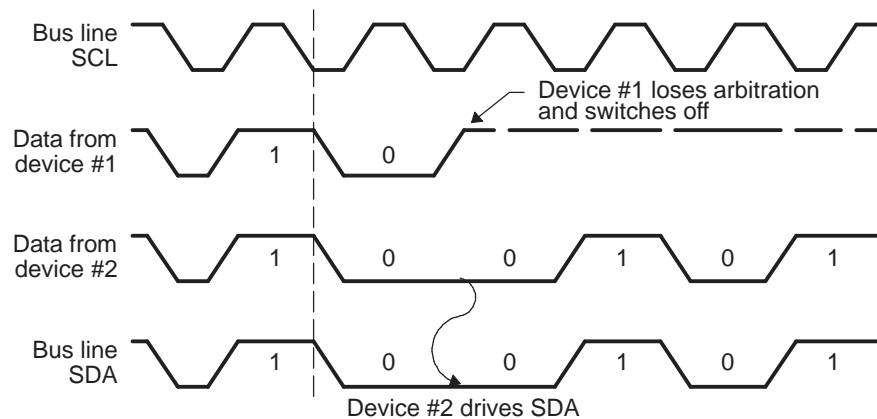 Bus line
SCL
Device #1 loses arbitration
and switches off
Data from
device #1
1 0
Data from
device #2
1 0 0 1 0 1
Bus line
SDA
1 0 0 1 0 1
Device #2 drives SDA